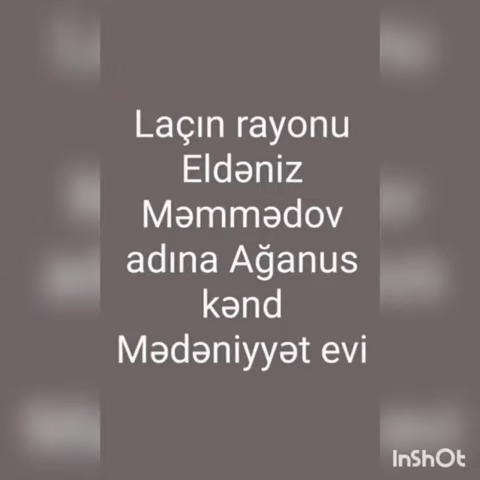 Laçın rayonu
Eldəniz
Məmmədov
adına Ağanus
kənd
Mədəniyyət evi
InShOt